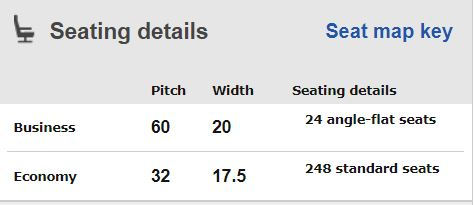 Seating details Seat map key
Pitch Width Seating details
Business 60 20 24 angle-flat seats
Economy 32 17.5 248 standard seats